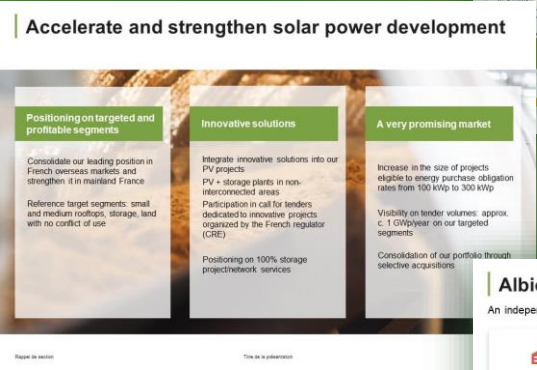 Accelerate and strengthen solar power development
Positioning on targeted and
profitable segments
Consolidate our leading position in
French overseas markets and
strengthen it in mainland France
Reference target segments: small
and medium rooftops, storage, land
with no conflict of use
Innovative solutions
Integrate innovative solutions into our
PV projects
PV + storage plants in non-
interconnected areas
Participation in call for tenders
dedicated to innovative projects
organized by the French regulator
(CRE)
Positioning on 100% storage
project/network services
A very promising market
Increase in the size of projects
eligible to energy purchase obligation
rates from 100 kWp to 300 kWp
Visibility on tender volumes: approx.
c. 1 GWp/year on our targeted
segments
Consolidation of our portfolio through
selective acquisitions
Rappel de section
Titre de la présentation